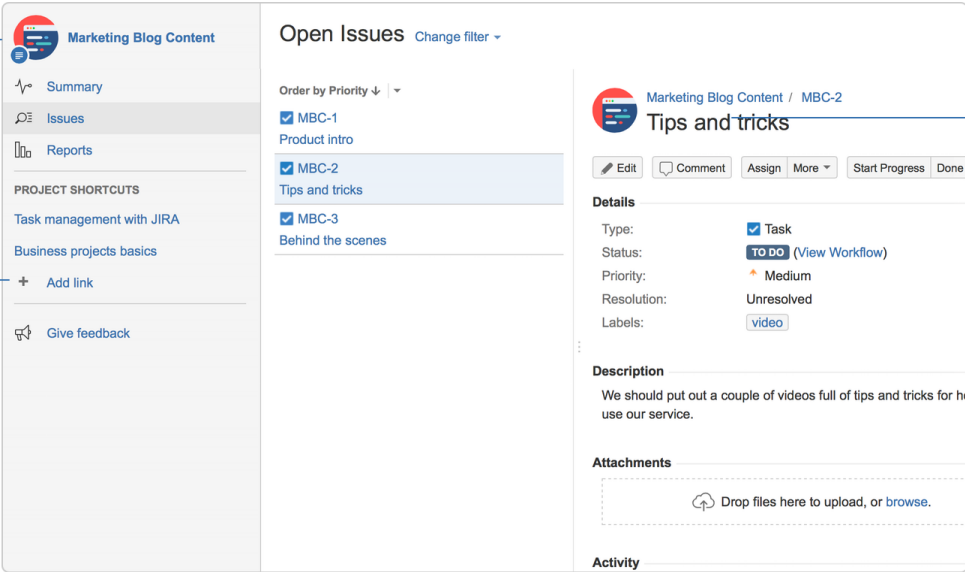 Marketing Blog Content
Summary
Issues
Reports
PROJECT SHORTCUTS
Task management with JIRA
Business projects basics
Add link
Give feedback
Open Issues Change filter
Order by Priority
MBC-1
Product intro
MBC-2
Tips and tricks
MBC-3
Behind the scenes
Marketing Blog Content / MBC-2
Tips and tricks
Edit Comment Assign More Start Progress Done
Details
Type: Task
Status: TO DO (View Workflow)
Priority: Medium
Resolution: Unresolved
Labels: video
Description
We should put out a couple of videos full of tips and tricks for
use our service.
Attachments
Drop files here to upload, or browse.
Activity